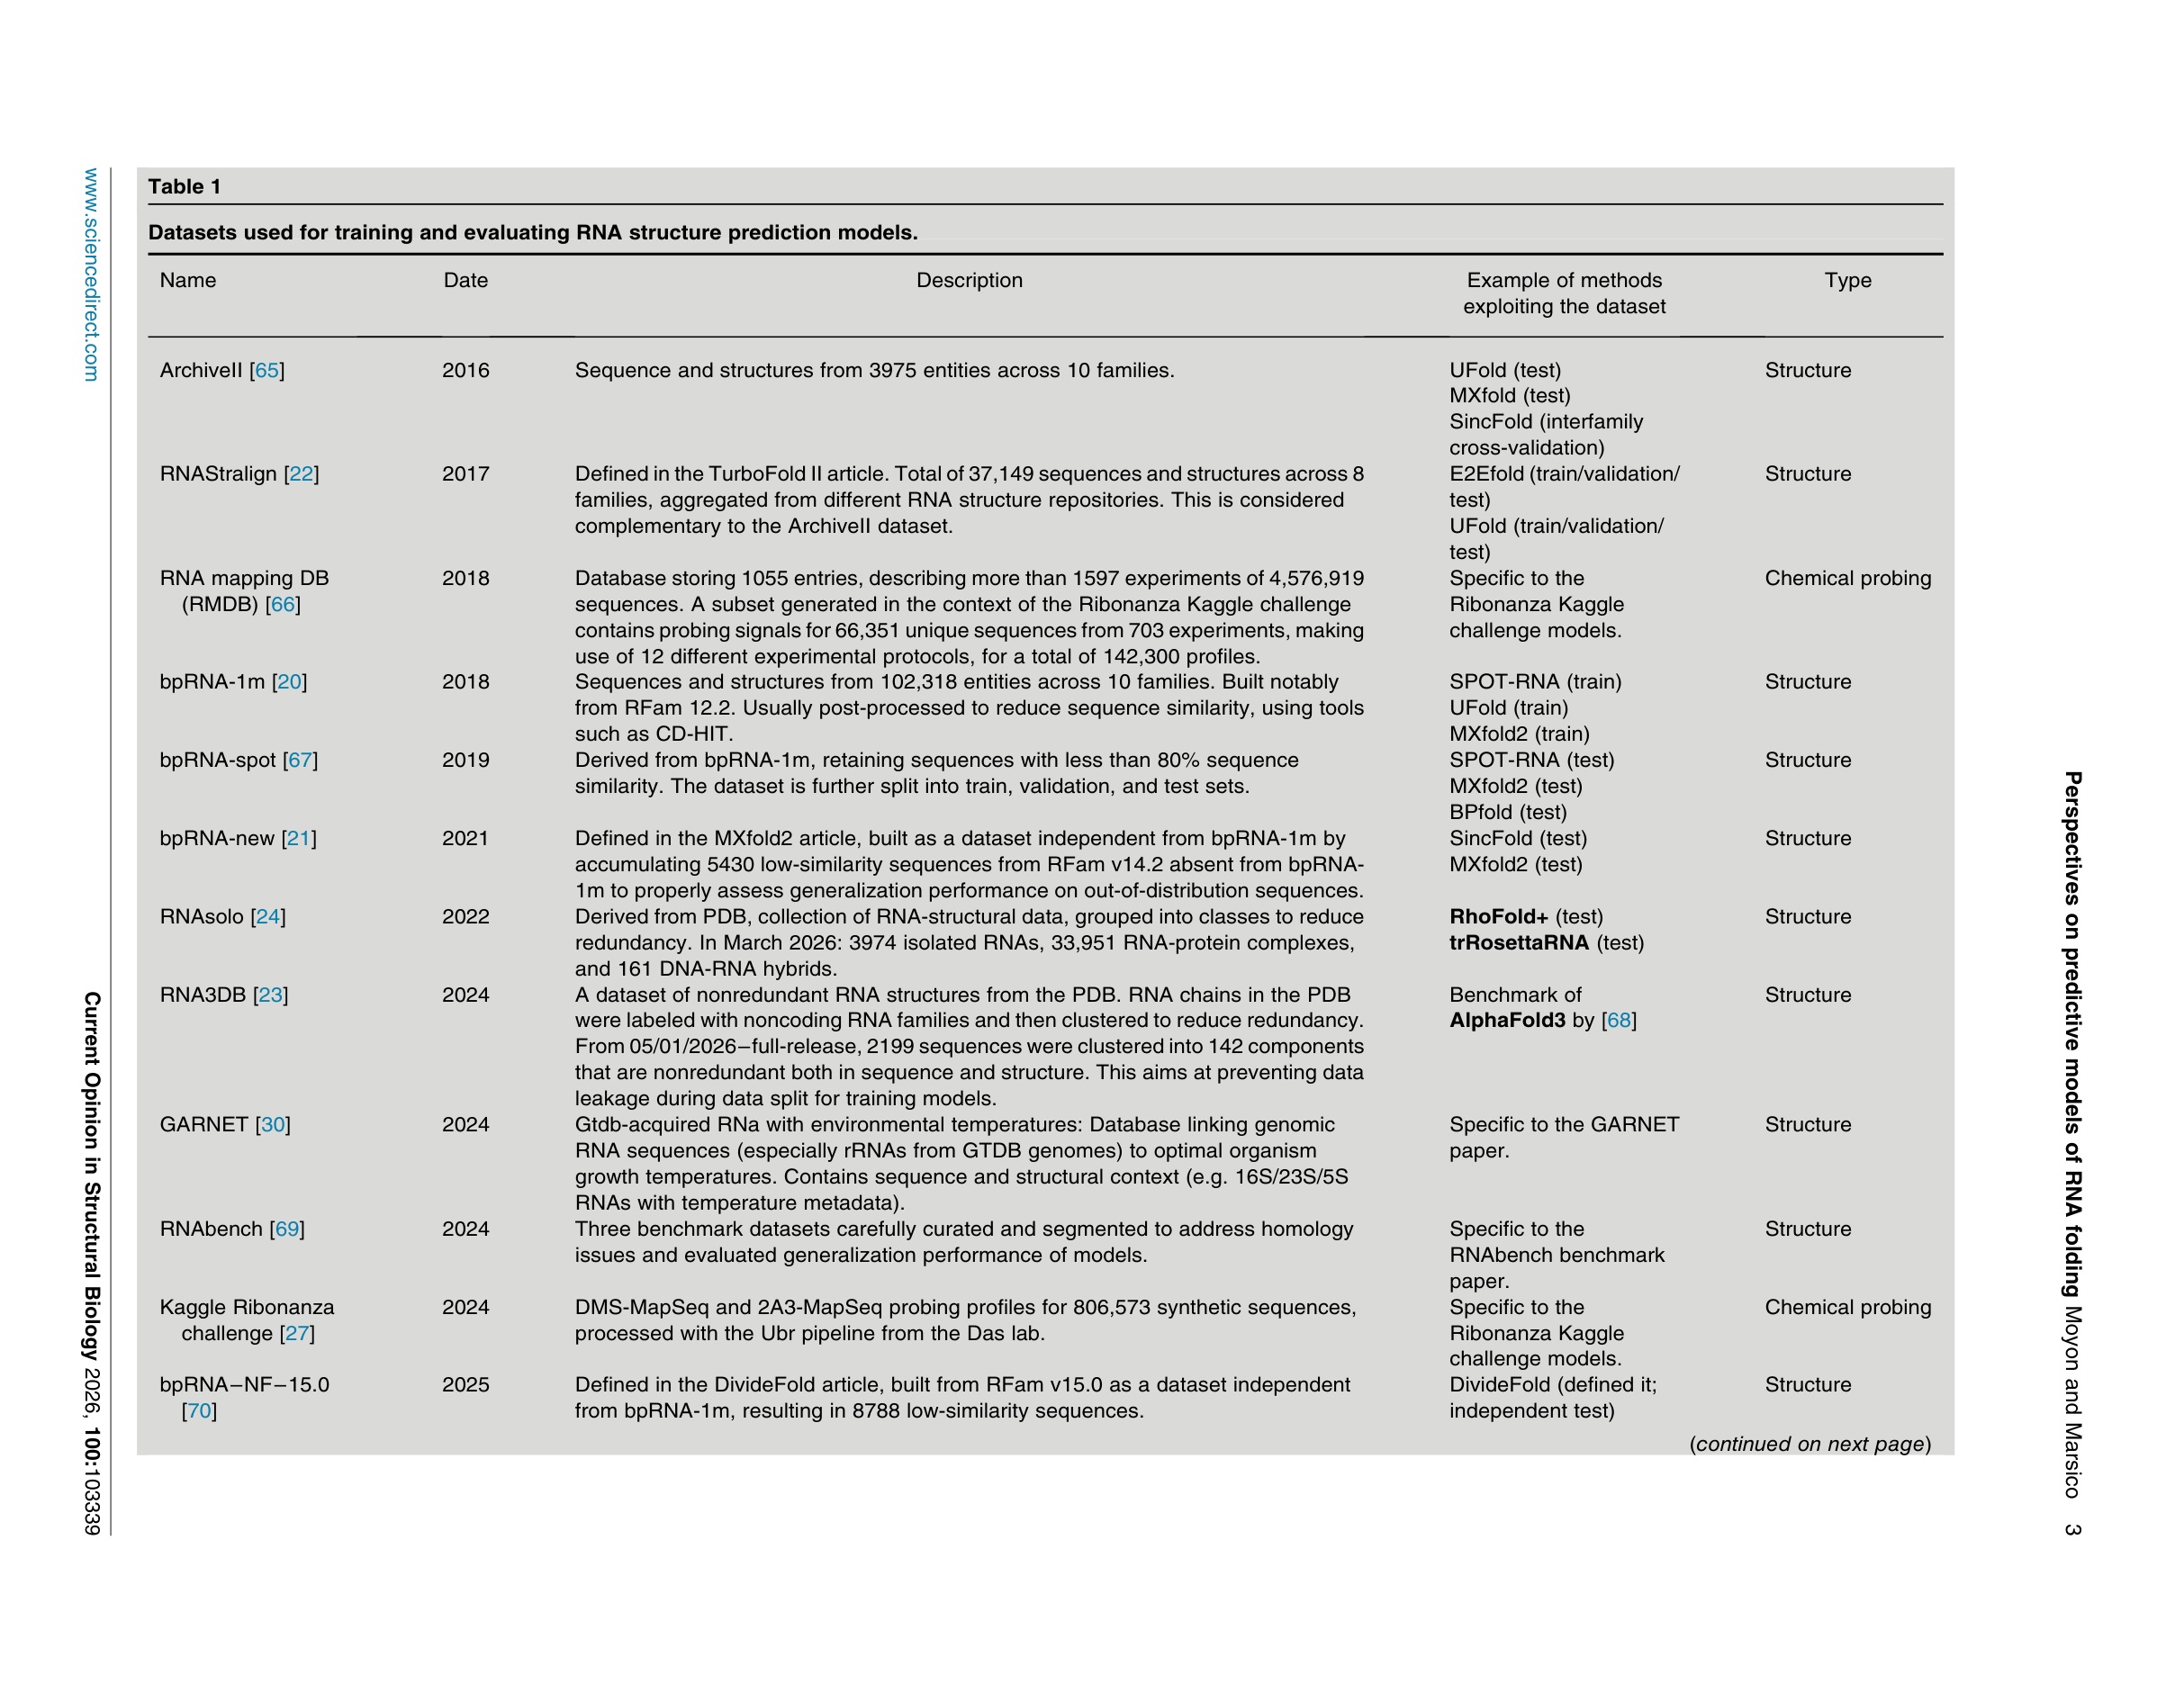 www.sciencedirect.com
Current Opinion in Structural Biology 2026, 100:103339
Perspectives on predictive models of RNA folding Moyon and Marsico 3
Table 1
Datasets used for training and evaluating RNA structure prediction models.
Name Date Description Example of methods Type
exploiting the dataset
ArchiveII [65] 2016 Sequence and structures from 3975 entities across 10 families. UFold (test) Structure
MXfold (test)
SincFold (interfamily
cross-validation)
RNAStralign [22] 2017 Defined in the TurboFold II article. Total of 37,149 sequences and structures across 8 E2Efold (train/validation/ Structure
families, aggregated from different RNA structure repositories. This is considered test)
complementary to the ArchiveII dataset. UFold (train/validation/
test)
RNA mapping DB 2018 Database storing 1055 entries, describing more than 1597 experiments of 4,576,919 Specific to the Chemical probing
(RMDB) [66] sequences. A subset generated in the context of the Ribonanza Kaggle challenge Ribonanza Kaggle
contains probing signals for 66,351 unique sequences from 703 experiments, making challenge models.
use of 12 different experimental protocols, for a total of 142,300 profiles.
bpRNA-1m [20] 2018 Sequences and structures from 102,318 entities across 10 families. Built notably SPOT-RNA (train) Structure
from RFam 12.2. Usually post-processed to reduce sequence similarity, using tools UFold (train)
such as CD-HIT. MXfold2 (train)
bpRNA-spot [67] 2019 Derived from bpRNA-1m, retaining sequences with less than 80% sequence SPOT-RNA (test) Structure
similarity. The dataset is further split into train, validation, and test sets. MXfold2 (test)
BPfold (test)
bpRNA-new [21] 2021 Defined in the MXfold2 article, built as a dataset independent from bpRNA-1m by SincFold (test) Structure
accumulating 5430 low-similarity sequences from RFam v14.2 absent from bpRNA- MXfold2 (test)
1m to properly assess generalization performance on out-of-distribution sequences.
RNAsolo [24] 2022 Derived from PDB, collection of RNA-structural data, grouped into classes to reduce RhoFold+ (test) Structure
redundancy. In March 2026: 3974 isolated RNAs, 33,951 RNA-protein complexes, trRosettaRNA (test)
and 161 DNA-RNA hybrids.
RNA3DB [23] 2024 A dataset of nonredundant RNA structures from the PDB. RNA chains in the PDB Benchmark of Structure
were labeled with noncoding RNA families and then clustered to reduce redundancy. AlphaFold3 by [68]
From 05/01/2026–full-release, 2199 sequences were clustered into 142 components
that are nonredundant both in sequence and structure. This aims at preventing data
leakage during data split for training models.
GARNET [30] 2024 Gtdb-acquired RNa with environmental temperatures: Database linking genomic Specific to the GARNET Structure
RNA sequences (especially rRNAs from GTDB genomes) to optimal organism paper.
growth temperatures. Contains sequence and structural context (e.g. 16S/23S/5S
RNAs with temperature metadata).
RNAbench [69] 2024 Three benchmark datasets carefully curated and segmented to address homology Specific to the Structure
issues and evaluated generalization performance of models. RNAbench benchmark
paper.
Kaggle Ribonanza 2024 DMS-MapSeq and 2A3-MapSeq probing profiles for 806,573 synthetic sequences, Specific to the Chemical probing
challenge [27] processed with the Ubr pipeline from the Das lab. Ribonanza Kaggle
challenge models.
bpRNA–NF–15.0 2025 Defined in the DivideFold article, built from RFam v15.0 as a dataset independent DivideFold (defined it; Structure
[70] from bpRNA-1m, resulting in 8788 low-similarity sequences. independent test)
(continued on next page)